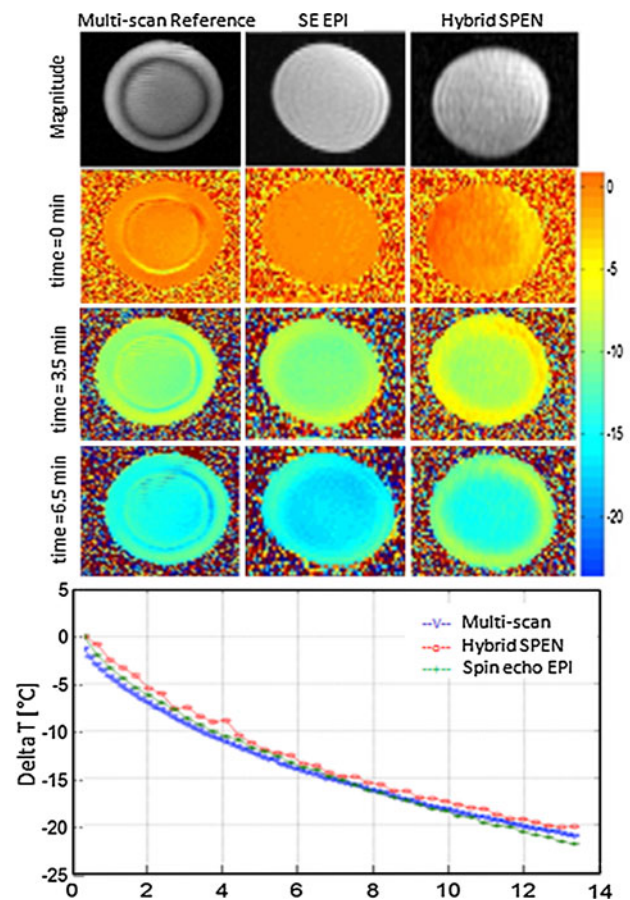 Multi-scan Reference SE EPI Hybrid SPEN
Magnitude
time = 0 min
time = 3.5 min
time = 6.5 min
0
-5
-10
-15
-20
5
0
-5
-10
-15
-20
-25
Delta T [°C]
Multi-scan
Hybrid SPEN
Spin echo EPI
0 2 4 6 8 10 12 14